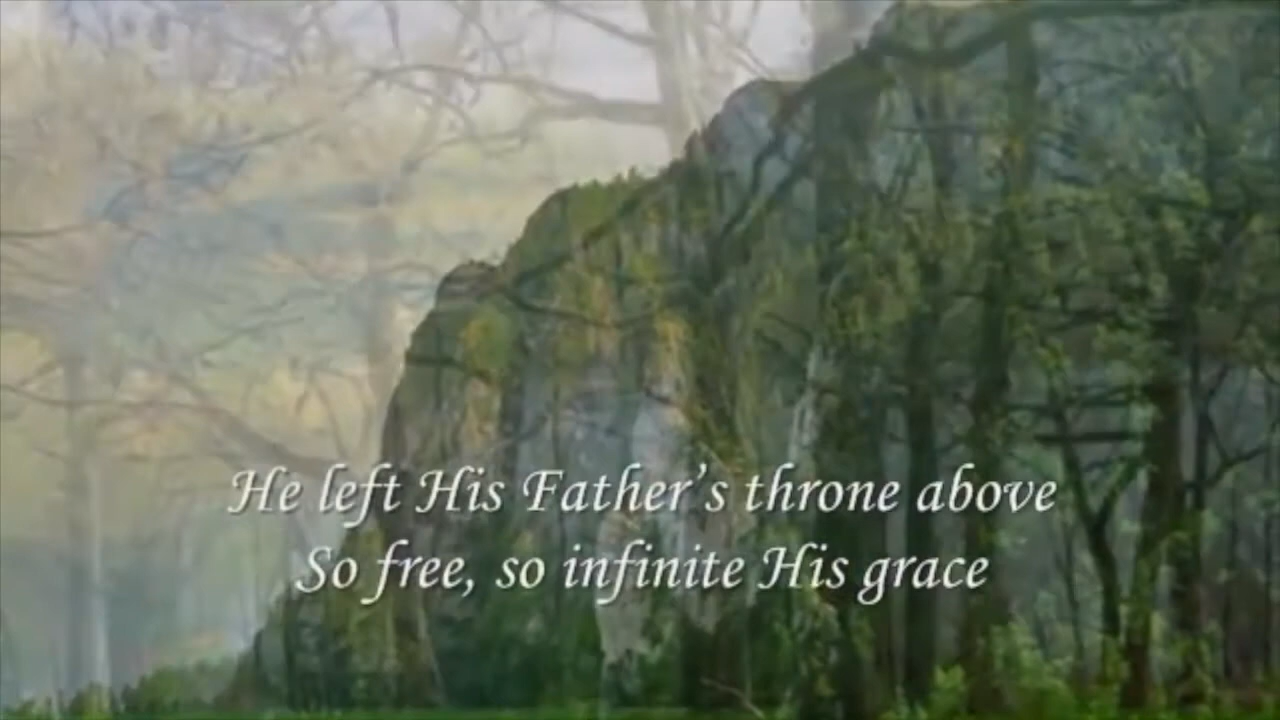 He left His Father’s throne above
So free, so infinite His grace